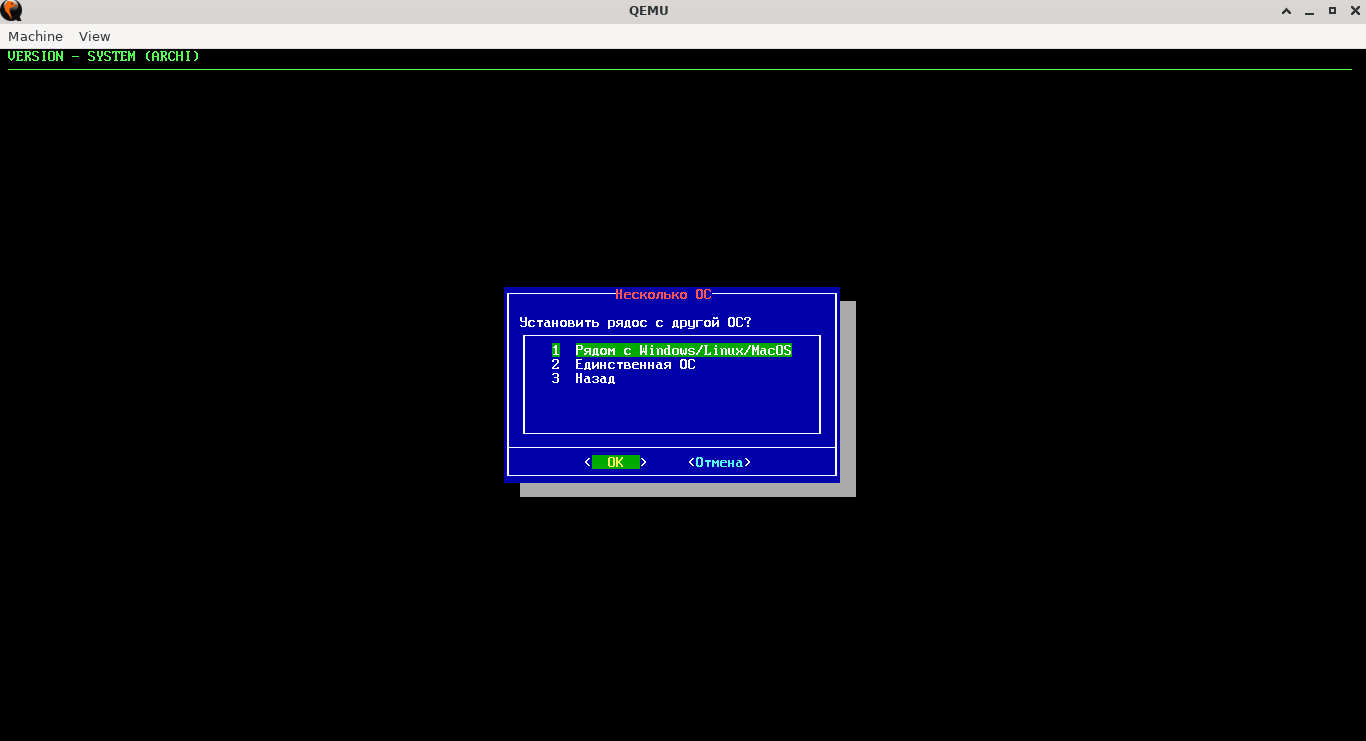 QEMU
Machine View
VERSION - SYSTEM (ARCHI)
Несколько ОС
Установить рядос с другой ОС?
1 Рядом с Windows/Linux/MacOS
2 Единственная ОС
3 Назад
< OK > <Отмена>